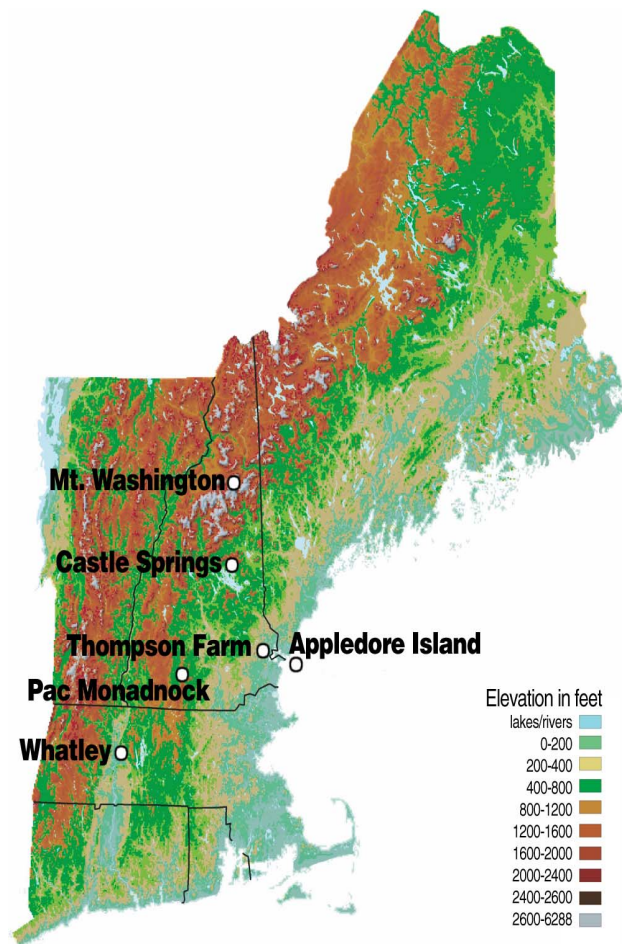 Mt. Washington
Castle Springs
Thompson Farm
Appledore Island
Pac Monadnock
Whatley
Elevation in feet
lakes/rivers
0-200
200-400
400-800
800-1200
1200-1600
1600-2000
2000-2400
2400-2600
2600-6288